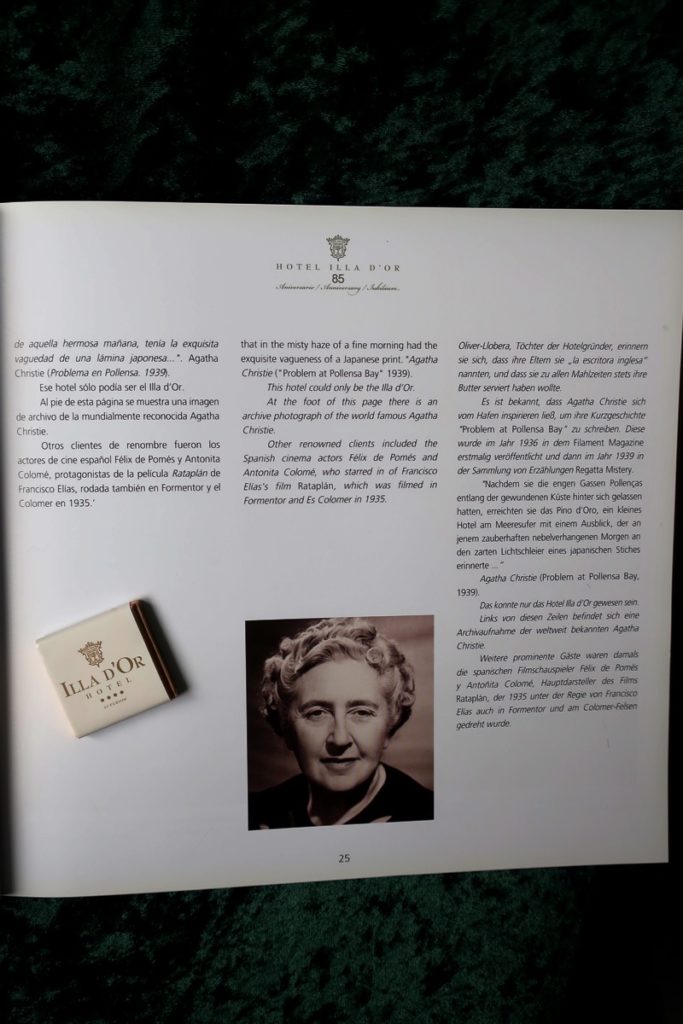 HOTEL ILLA D'OR
85
Aniversario / Anniversary / Jubiläum
de aquella hermosa mañana, tenía la exquisita
vaguedad de una lámina japonesa...". Agatha
Christie (Problema en Pollensa. 1939).
Ese hotel sólo podía ser el Illa d'Or.
Al pie de esta página se muestra una imagen
de archivo de la mundialmente reconocida Agatha
Christie.
Otros clientes de renombre fueron los
actores de cine español Félix de Pomés y Antonita
Colomé, protagonistas de la película Rataplán de
Francisco Elías, rodada también en Formentor y el
Colomer en 1935.'
that in the misty haze of a fine morning had the
exquisite vagueness of a Japanese print. "Agatha
Christie ("Problem at Pollensa Bay" 1939).
This hotel could only be the Illa d'Or.
At the foot of this page there is an
archive photograph of the world famous Agatha
Christie.
Other renowned clients included the
Spanish cinema actors Félix de Pomés and
Antonita Colomé, who starred in of Francisco
Elías's film Rataplán, which was filmed in
Formentor and Es Colomer in 1935.
Oliver-Llobera, Töchter der Hotelgründer, erinnern
sie sich, dass ihre Eltern sie „la escritora inglesa"
nannten, und dass sie zu allen Mahlzeiten stets ihre
Butter serviert haben wollte.
Es ist bekannt, dass Agatha Christie sich
vom Hafen inspirieren ließ, um ihre Kurzgeschichte
"Problem at Pollensa Bay" zu schreiben. Diese
wurde im Jahr 1936 in dem Filament Magazine
erstmalig veröffentlicht und dann im Jahr 1939 in
der Sammlung von Erzählungen Regatta Mistery.
"Nachdem sie die engen Gassen Pollenças
entlang der gewundenen Küste hinter sich gelassen
hatten, erreichten sie das Pino d'Oro, ein kleines
Hotel am Meeresufer mit einem Ausblick, der an
jenem zauberhaften nebelverhangenen Morgen an
den zarten Lichtschleier eines japanischen Stiches
erinnerte ..."
Agatha Christie (Problem at Pollensa Bay,
1939).
Das konnte nur das Hotel Illa d'Or gewesen sein.
Links von diesen Zeilen befindet sich eine
Archivaufnahme der weltweit bekannten Agatha
Christie.
Weitere prominente Gäste waren damals
die spanischen Filmschauspieler Félix de Pomés
y Antoñita Colomé, Hauptdarsteller des Films
Rataplán, der 1935 unter der Regie von Francisco
Elías auch in Formentor und am Colomer-Felsen
gedreht wurde.
ILLA D'OR
HOTEL
★★★★
SUPERIOR
25